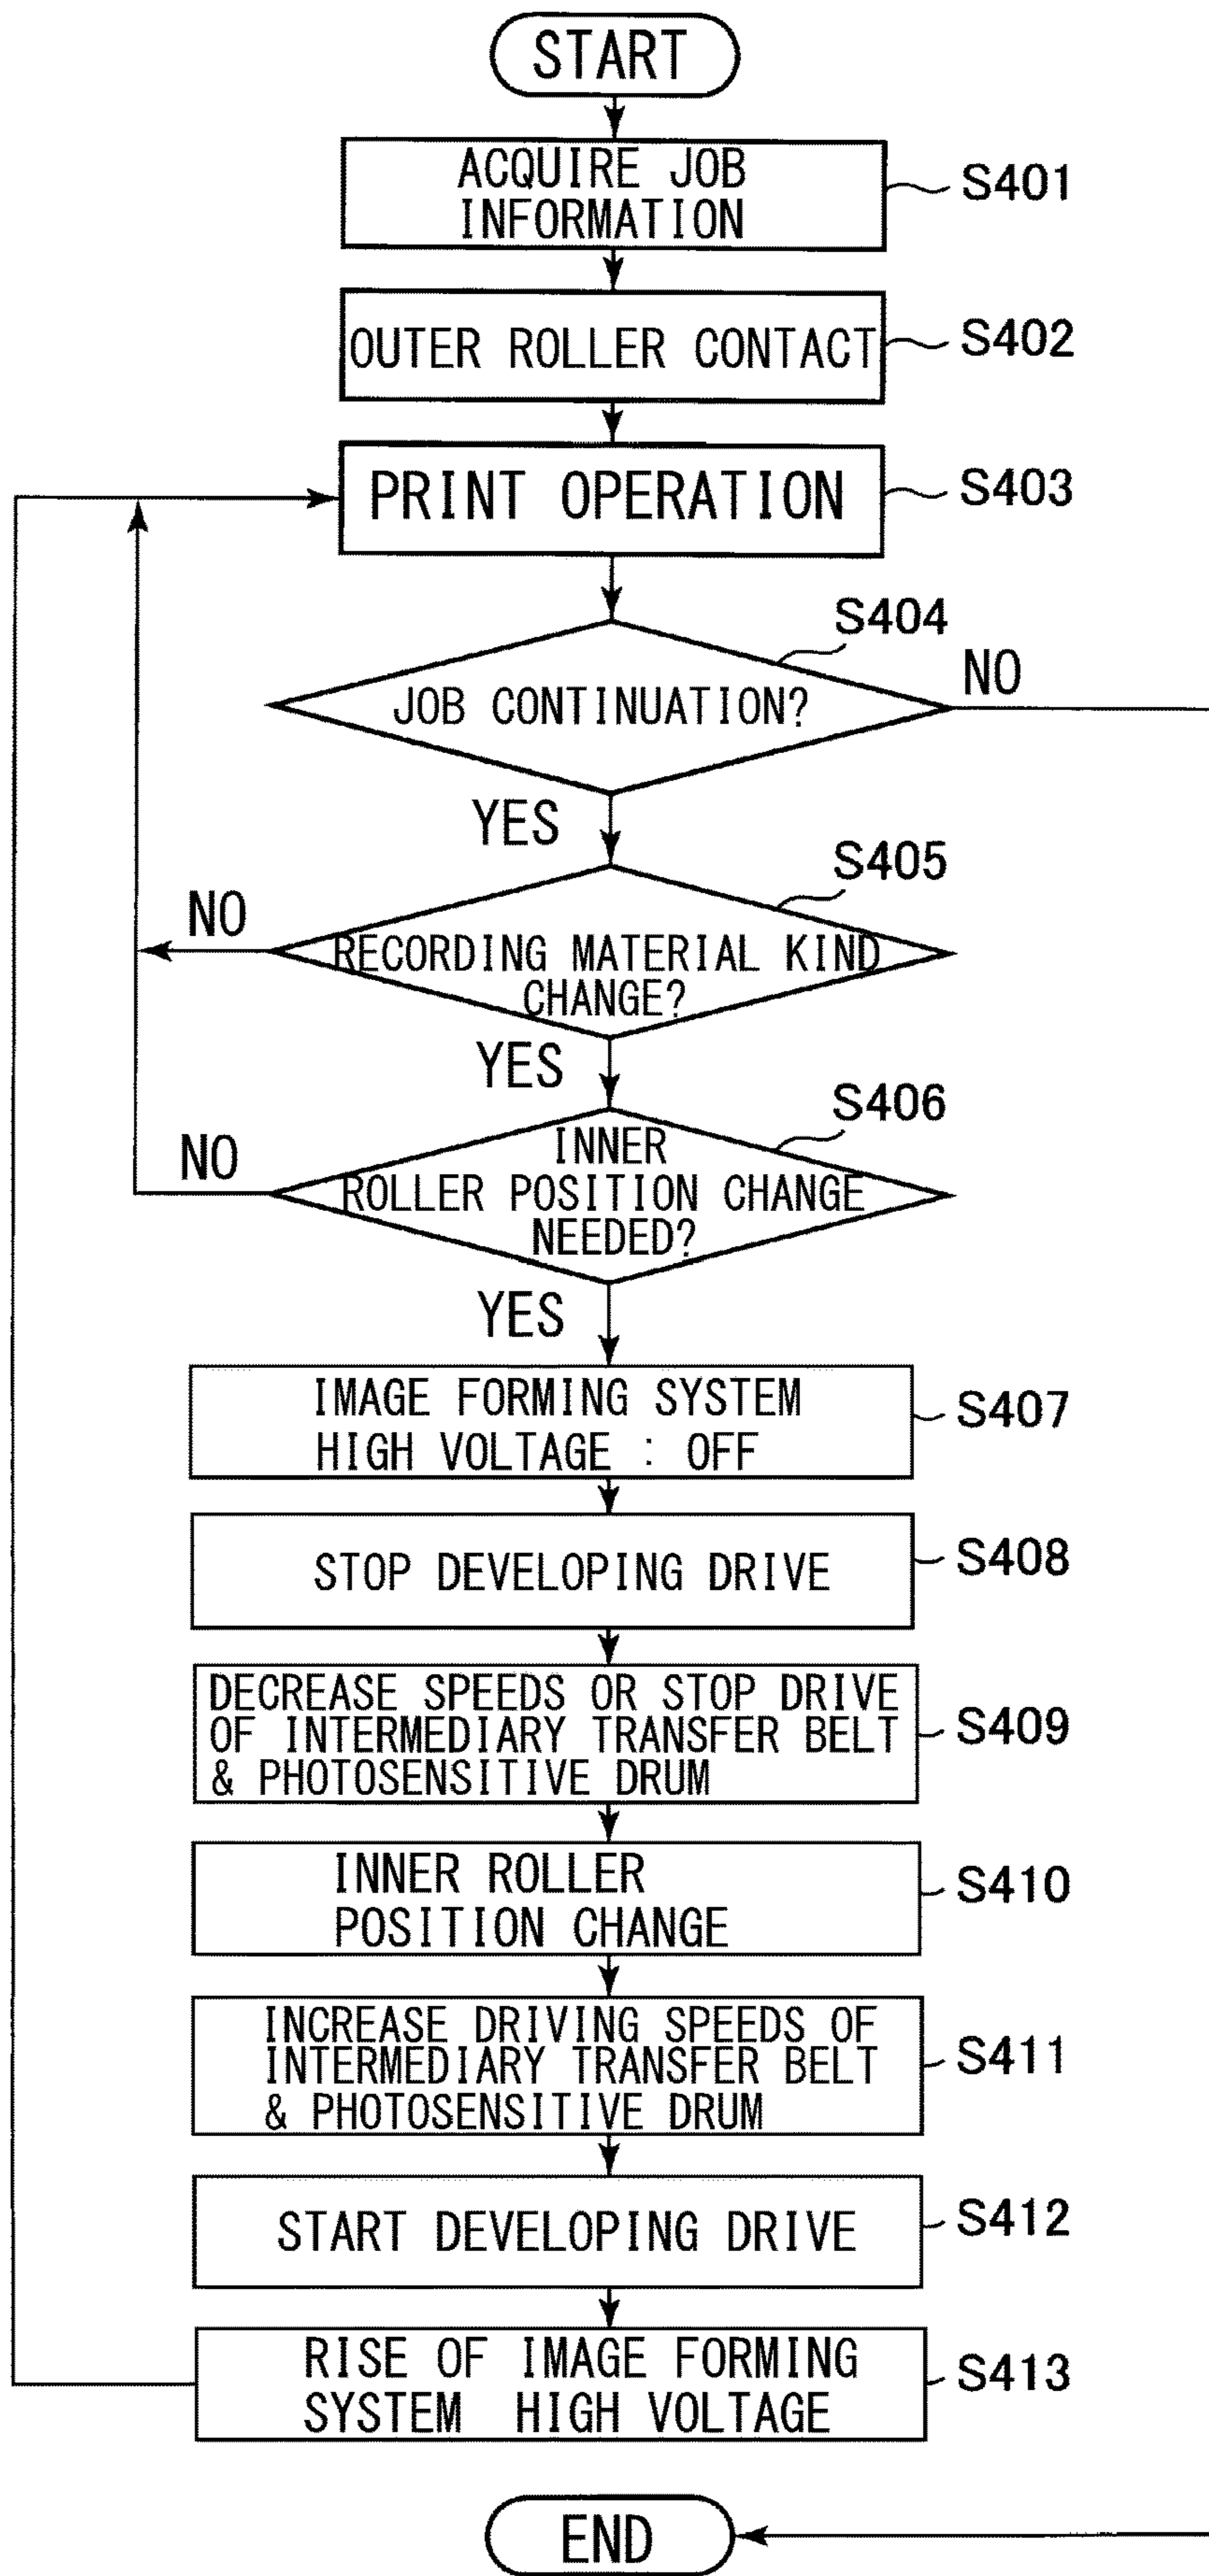 START
ACQUIRE JOB
INFORMATION
S401
OUTER ROLLER CONTACT
S402
PRINT OPERATION
S403
S404
JOB CONTINUATION?
NO
YES
S405
NO
RECORDING MATERIAL KIND
CHANGE?
YES
S406
NO
INNER
ROLLER POSITION CHANGE
NEEDED?
YES
IMAGE FORMING SYSTEM
HIGH VOLTAGE : OFF
S407
STOP DEVELOPING DRIVE
S408
DECREASE SPEEDS OR STOP DRIVE
OF INTERMEDIARY TRANSFER BELT
& PHOTOSENSITIVE DRUM
S409
INNER ROLLER
POSITION CHANGE
S410
INCREASE DRIVING SPEEDS OF
INTERMEDIARY TRANSFER BELT
& PHOTOSENSITIVE DRUM
S411
START DEVELOPING DRIVE
S412
RISE OF IMAGE FORMING
SYSTEM HIGH VOLTAGE
S413
END